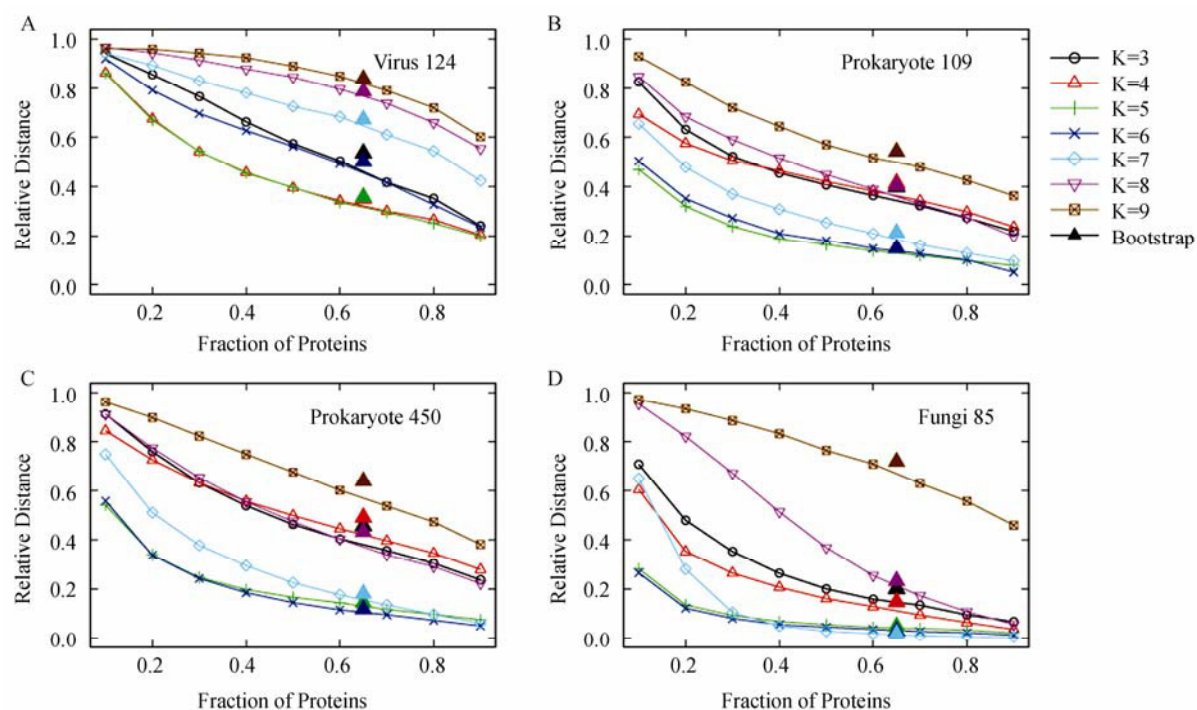 A
Virus 124
Relative Distance
1.0
0.8
0.6
0.4
0.2
0.0
0.2 0.4 0.6 0.8
Fraction of Proteins
B
Prokaryote 109
Relative Distance
1.0
0.8
0.6
0.4
0.2
0.0
0.2 0.4 0.6 0.8
Fraction of Proteins
K=3
K=4
K=5
K=6
K=7
K=8
K=9
Bootstrap
C
Prokaryote 450
Relative Distance
1.0
0.8
0.6
0.4
0.2
0.0
0.2 0.4 0.6 0.8
Fraction of Proteins
D
Fungi 85
Relative Distance
1.0
0.8
0.6
0.4
0.2
0.0
0.2 0.4 0.6 0.8
Fraction of Proteins